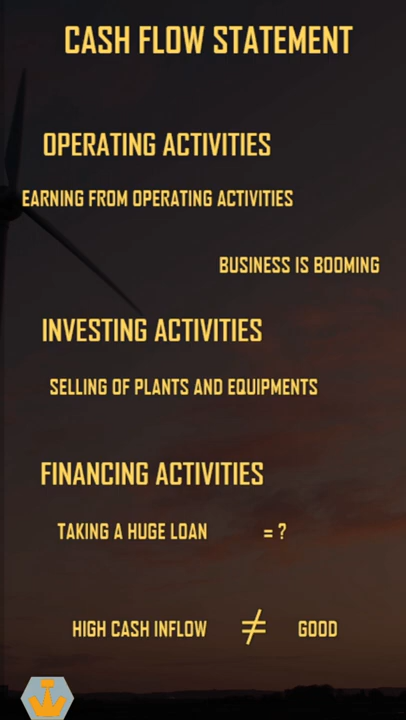 CASH FLOW STATEMENT
OPERATING ACTIVITIES
EARNING FROM OPERATING ACTIVITIES
BUSINESS IS BOOMING
INVESTING ACTIVITIES
SELLING OF PLANTS AND EQUIPMENTS
FINANCING ACTIVITIES
TAKING A HUGE LOAN = ?
HIGH CASH INFLOW ≠ GOOD